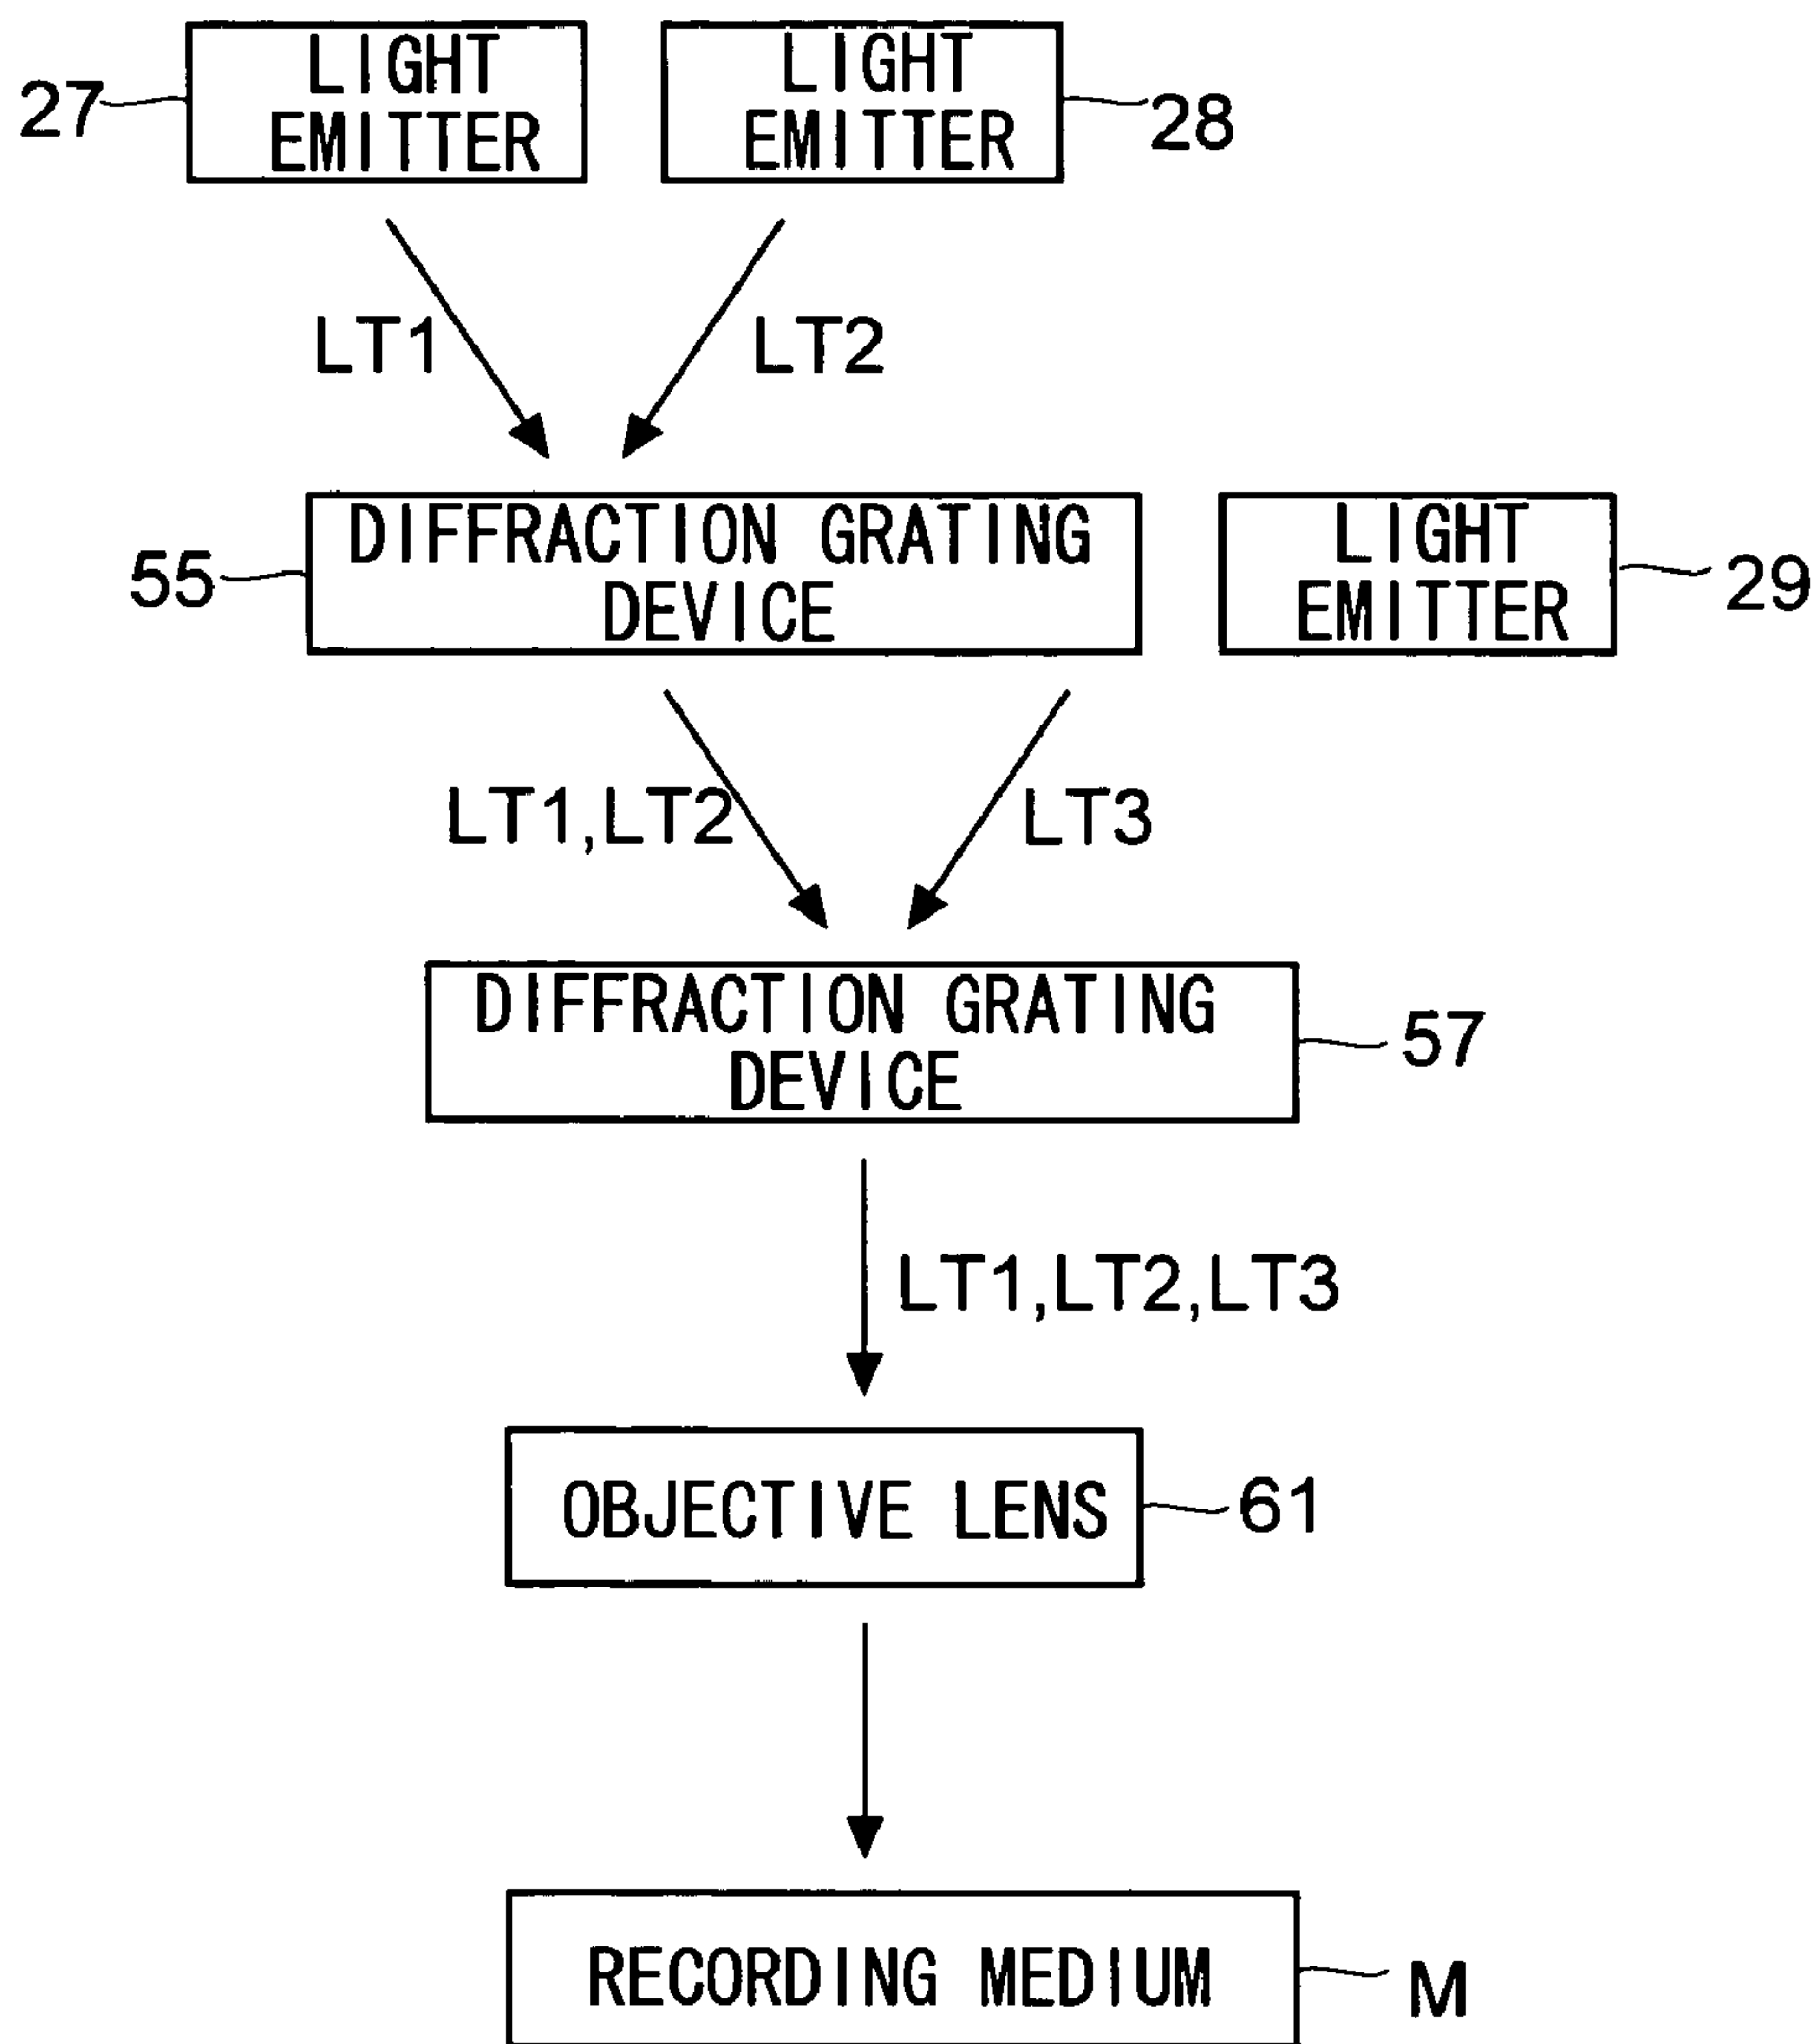 LIGHT
EMITTER
27
LIGHT
EMITTER
28
LT1
LT2
DIFFRACTION GRATING
DEVICE
55
LIGHT
EMITTER
29
LT1,LT2
LT3
DIFFRACTION GRATING
DEVICE
57
LT1,LT2,LT3
OBJECTIVE LENS
61
RECORDING MEDIUM
M